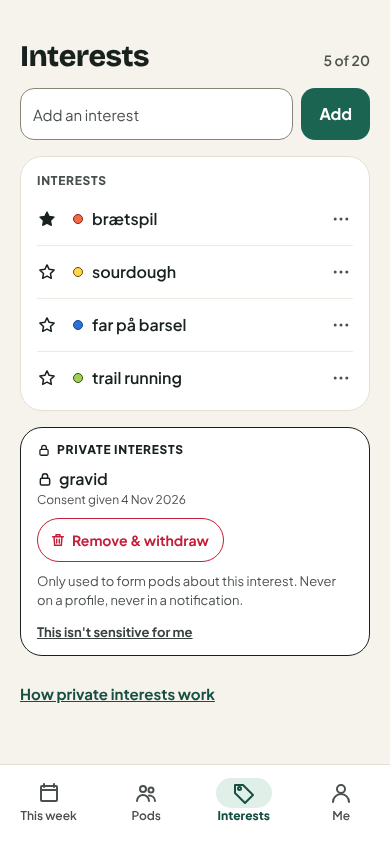 Interests
5 of 20
Add an interest
Add
INTERESTS
brætspil
sourdough
far på barsel
trail running
PRIVATE INTERESTS
gravid
Consent given 4 Nov 2026
Remove & withdraw
Only used to form pods about this interest. Never
on a profile, never in a notification.
This isn't sensitive for me
How private interests work
This week
Pods
Interests
Me